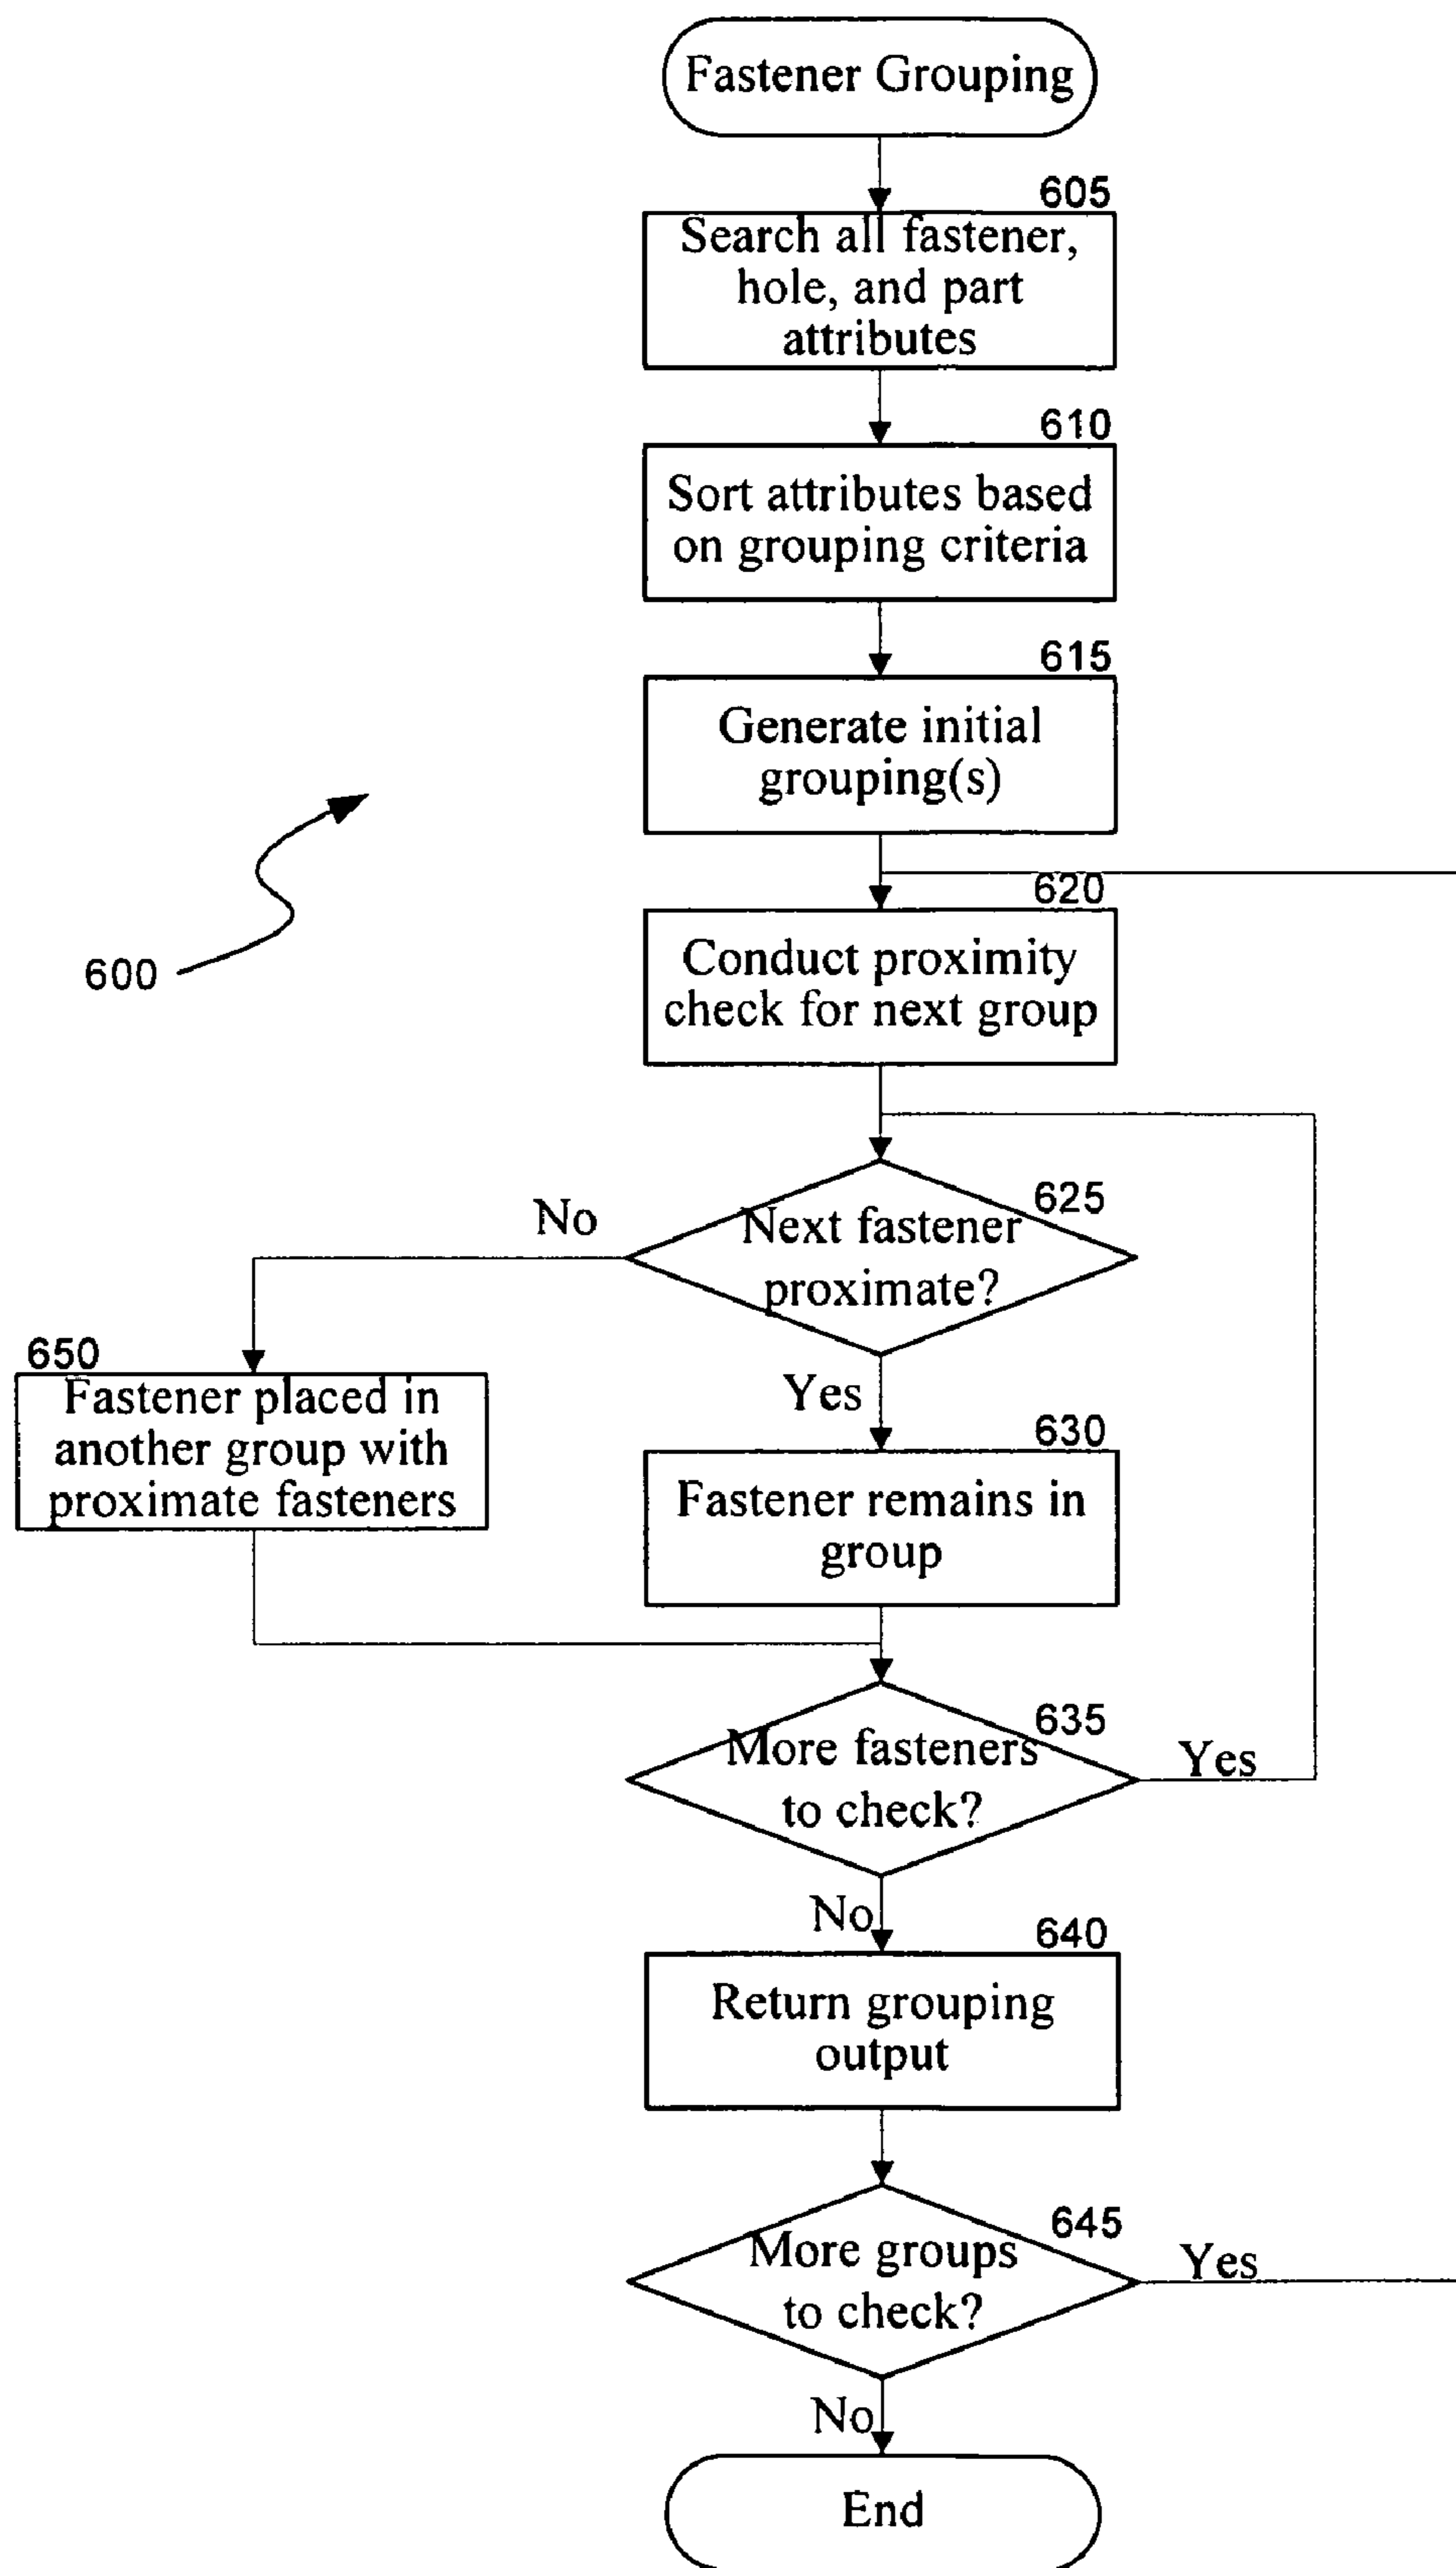 Fastener Grouping
605
Search all fastener,
hole, and part
attributes
610
Sort attributes based
on grouping criteria
615
Generate initial
grouping(s)
620
Conduct proximity
check for next group
600
625
Next fastener
proximate?
No
Yes
650
Fastener placed in
another group with
proximate fasteners
630
Fastener remains in
group
635
More fasteners
to check?
Yes
No
640
Return grouping
output
645
More groups
to check?
Yes
No
End